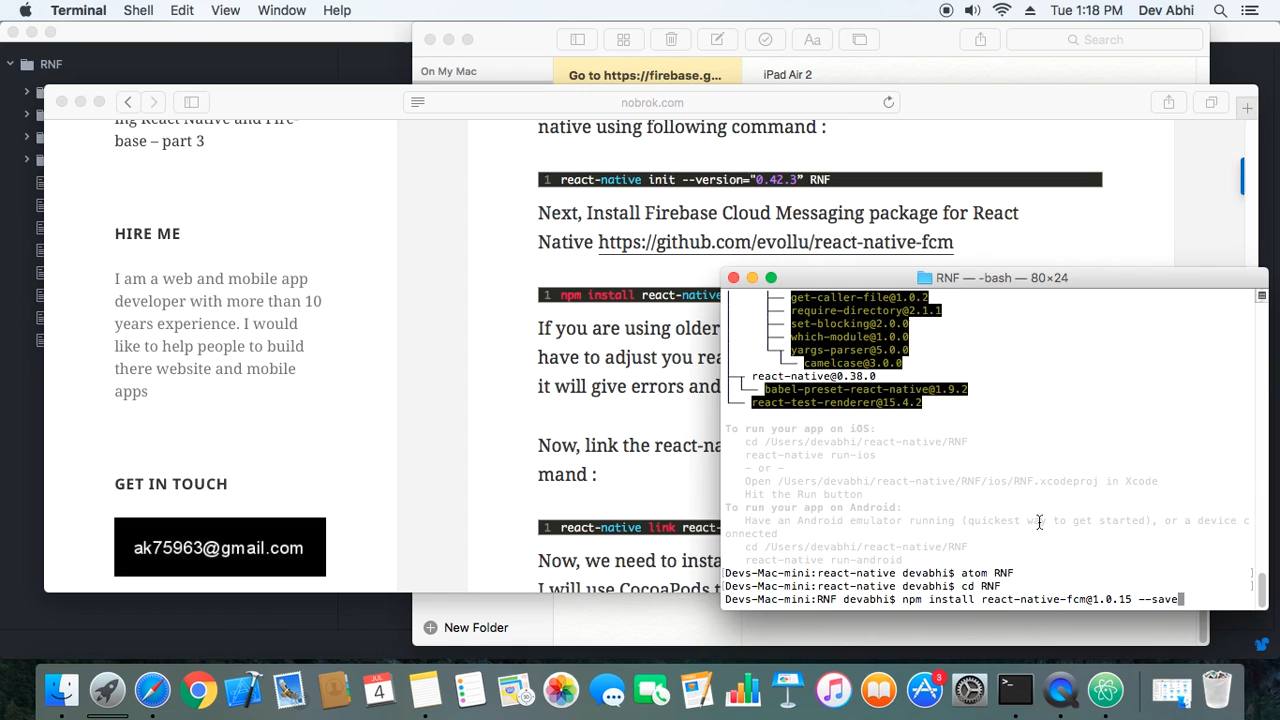 Terminal Shell Edit View Window Help Tue 1:18 PM Dev Abhi
RNF
Search
On My Mac
Go to https://firebase.g...
iPad Air 2
nobrok.com
ing React Native and Fire-
base – part 3
HIRE ME
I am a web and mobile app
developer with more than 10
years experience. I would
like to help people to build
there website and mobile
apps
GET IN TOUCH
ak75963@gmail.com
native using following command :
1 react-native init --version="0.42.3” RNF
Next, Install Firebase Cloud Messaging package for React
Native https://github.com/evollu/react-native-fcm
1 npm install react-native
If you are using older
have to adjust you rea
it will give errors and
Now, link the react-na
mand :
1 react-native link react-
Now, we need to insta
I will use CocoaPods t
New Folder
RNF — -bash — 80×24
get-caller-file@1.0.2
require-directory@2.1.1
set-blocking@2.0.0
which-module@1.0.0
yargs-parser@5.0.0
camelcase@3.0.0
react-native@0.38.0
babel-preset-react-native@1.9.2
react-test-renderer@15.4.2
To run your app on iOS:
cd /Users/devabhi/react-native/RNF
react-native run-ios
- or -
Open /Users/devabhi/react-native/RNF/ios/RNF.xcodeproj in Xcode
Hit the Run button
To run your app on Android:
Have an Android emulator running (quickest way to get started), or a device c
onnected
cd /Users/devabhi/react-native/RNF
react-native run-android
[Devs-Mac-mini:react-native devabhi$ atom RNF ]
[Devs-Mac-mini:react-native devabhi$ cd RNF ]
Devs-Mac-mini:RNF devabhi$ npm install react-native-fcm@1.0.15 --save
4
3